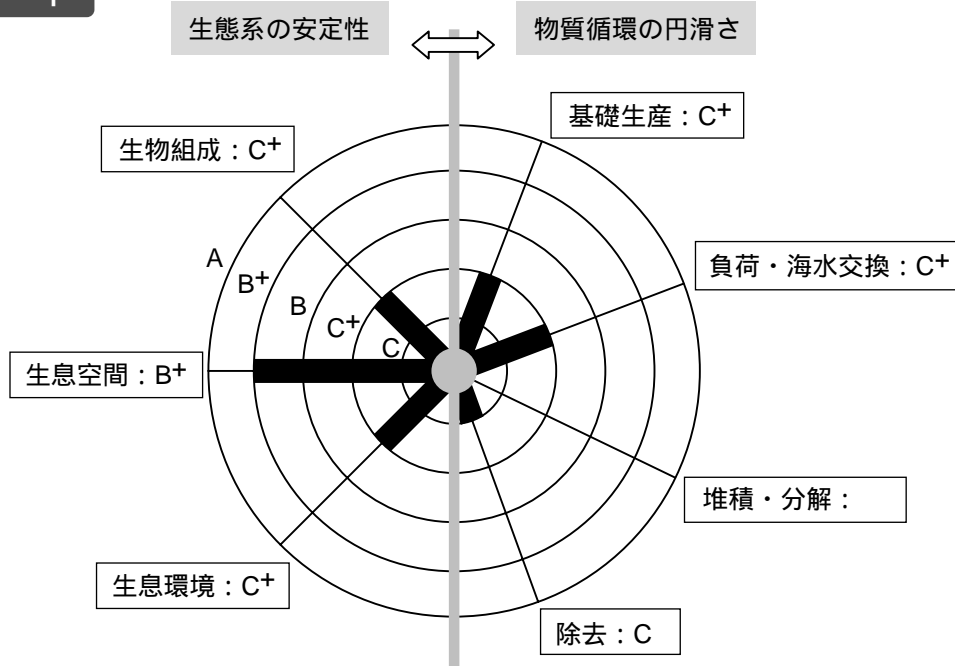 生態系の安定性
物質循環の円滑さ
基礎生産：C+
生物組成：C+
A
負荷・海水交換：C+
B+
B
C+
C
生息空間：B+
堆積・分解：
生息環境：C+
除去：C